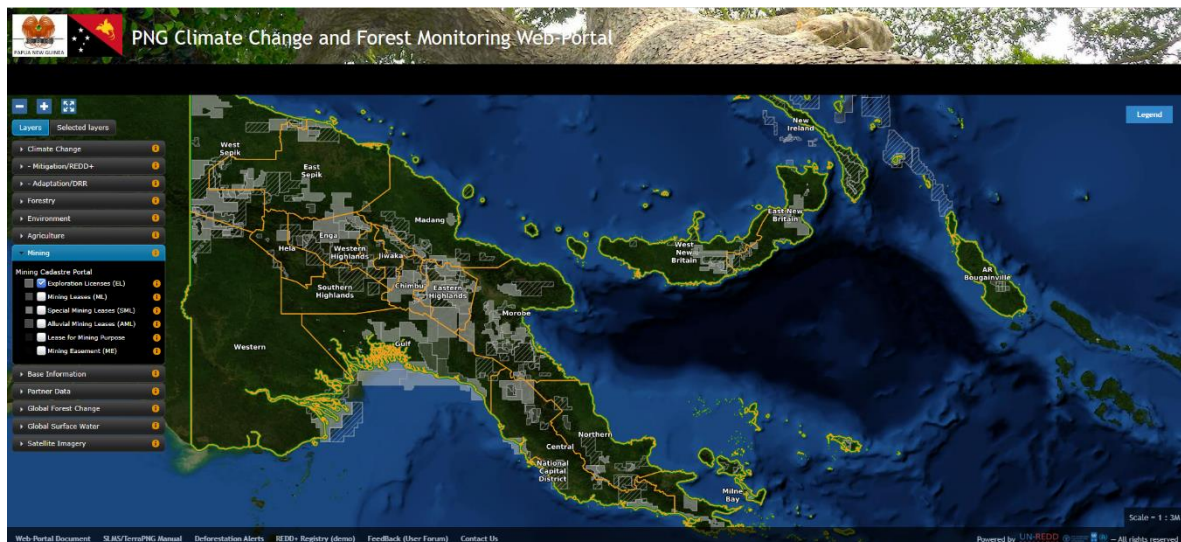 PAPUA NEW GUINEA
PNG Climate Change and Forest Monitoring Web-Portal
Layers
Selected layers
Legend
Climate Change
- Mitigation/REDD+
- Adaptation/DRR
Forestry
Environment
Agriculture
Mining
Mining Cadastre Portal
Exploration Licenses (EL)
Mining Leases (ML)
Special Mining Leases (SML)
Alluvial Mining Leases (AML)
Lease for Mining Purpose
Mining Easement (ME)
Base Information
Partner Data
Global Forest Change
Global Surface Water
Satellite Imagery
West
Sepik
East
Sepik
Madang
Enga
Hela
Western
Highlands
Jiwaka
Southern
Highlands
Chimbu
Eastern
Highlands
Morobe
Western
Gulf
Northern
Central
National
Capital
District
Milne
Bay
New
Ireland
East New
Britain
West
New
Britain
AR
Bougainville
Scale = 1 : 3M
Web-Portal Document
SLMS/TerraPNG Manual
Deforestation Alerts
REDD+ Registry (demo)
FeedBack (User Forum)
Contact Us
Powered by UN-REDD
— All rights reserved